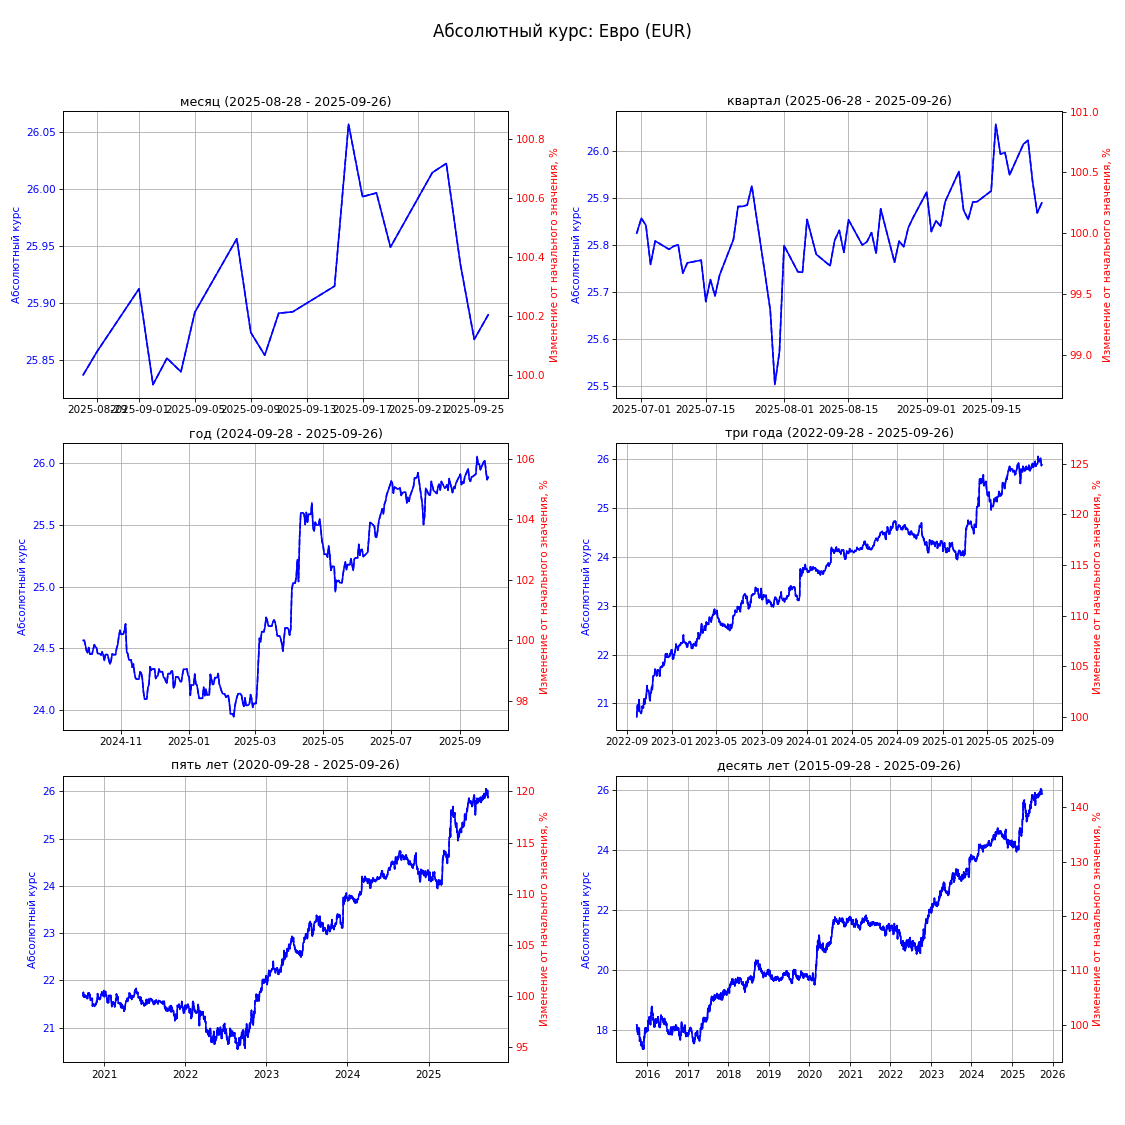 Абсолютный курс: Евро (EUR)
месяц (2025-08-28 - 2025-09-26)
Абсолютный курс
26.05
26.00
25.95
25.90
25.85
100.8
100.6
100.4
100.2
100.0
Изменение от начального значения, %
2025-08-29 2025-09-01 2025-09-05 2025-09-09 2025-09-13 2025-09-17 2025-09-21 2025-09-25
квартал (2025-06-28 - 2025-09-26)
Абсолютный курс
26.0
25.9
25.8
25.7
25.6
25.5
101.0
100.5
100.0
99.5
99.0
Изменение от начального значения, %
2025-07-01 2025-07-15 2025-08-01 2025-08-15 2025-09-01 2025-09-15
год (2024-09-28 - 2025-09-26)
Абсолютный курс
26.0
25.5
25.0
24.5
24.0
106
104
102
100
98
Изменение от начального значения, %
2024-11 2025-01 2025-03 2025-05 2025-07 2025-09
три года (2022-09-28 - 2025-09-26)
Абсолютный курс
26
25
24
23
22
21
125
120
115
110
105
100
Изменение от начального значения, %
2022-09 2023-01 2023-05 2023-09 2024-01 2024-05 2024-09 2025-01 2025-05 2025-09
пять лет (2020-09-28 - 2025-09-26)
Абсолютный курс
26
25
24
23
22
21
120
115
110
105
100
95
Изменение от начального значения, %
2021 2022 2023 2024 2025
десять лет (2015-09-28 - 2025-09-26)
Абсолютный курс
26
24
22
20
18
140
130
120
110
100
Изменение от начального значения, %
2016 2017 2018 2019 2020 2021 2022 2023 2024 2025 2026